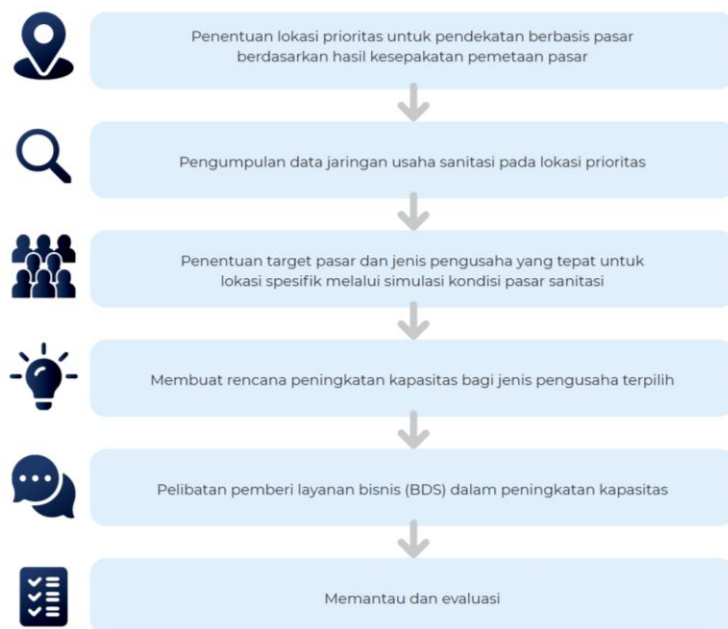 Penentuan lokasi prioritas untuk pendekatan berbasis pasar
berdasarkan hasil kesepakatan pemetaan pasar
Pengumpulan data jaringan usaha sanitasi pada lokasi prioritas
Penentuan target pasar dan jenis pengusaha yang tepat untuk
lokasi spesifik melalui simulasi kondisi pasar sanitasi
Membuat rencana peningkatan kapasitas bagi jenis pengusaha terpilih
Pelibatan pemberi layanan bisnis (BDS) dalam peningkatan kapasitas
Memantau dan evaluasi